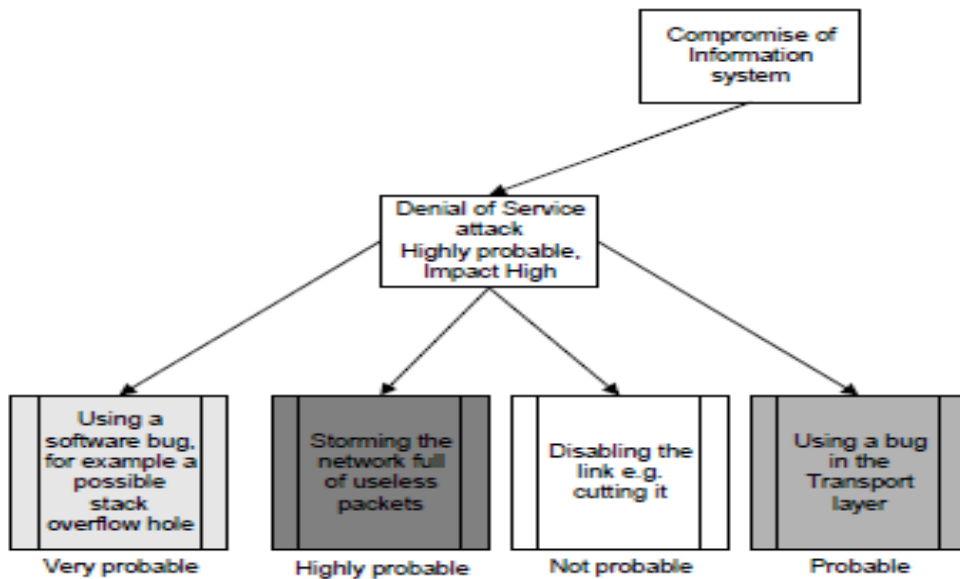 Compromise of
Information
system
Denial of Service
attack
Highly probable,
Impact High
Using a
software bug,
for example a
possible
stack
overflow hole
Storming the
network full
of useless
packets
Disabling the
link e.g.
cutting it
Using a bug
in the
Transport
layer
Very probable
Highly probable
Not probable
Probable